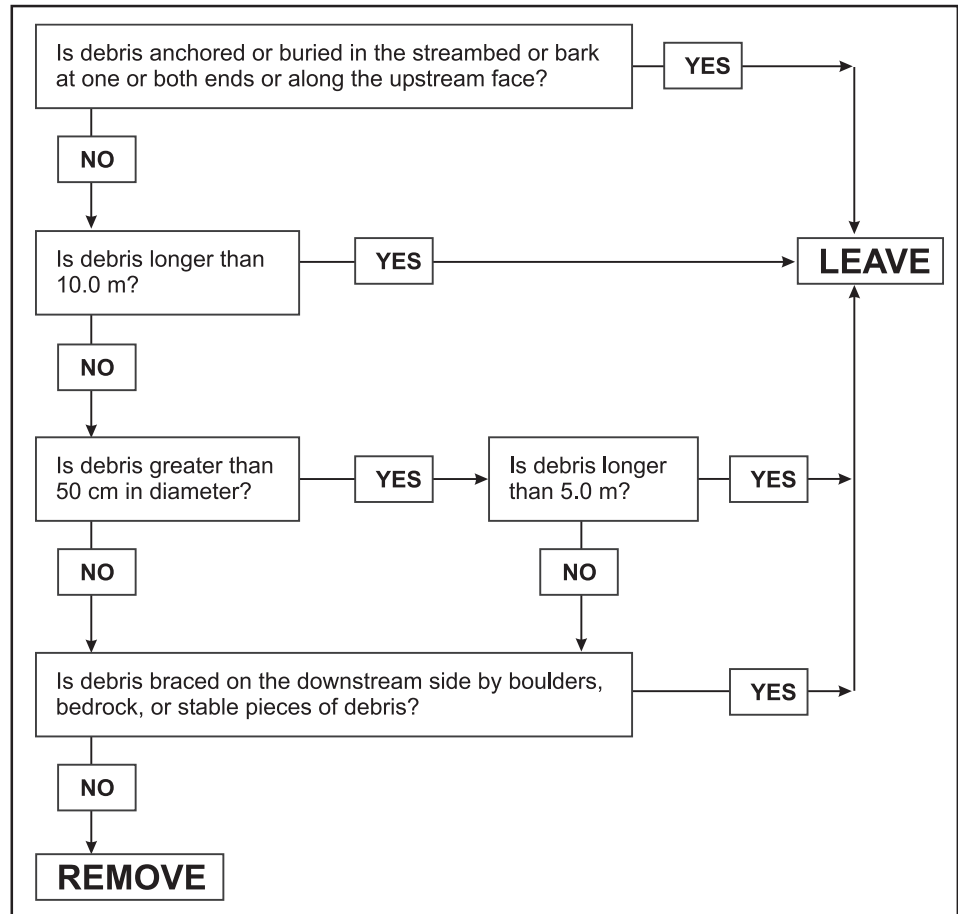 Is debris anchored or buried in the streambed or bark
at one or both ends or along the upstream face?
YES
NO
Is debris longer than
10.0 m?
YES
LEAVE
NO
Is debris greater than
50 cm in diameter?
YES
Is debris longer
than 5.0 m?
YES
NO
NO
Is debris braced on the downstream side by boulders,
bedrock, or stable pieces of debris?
YES
NO
REMOVE